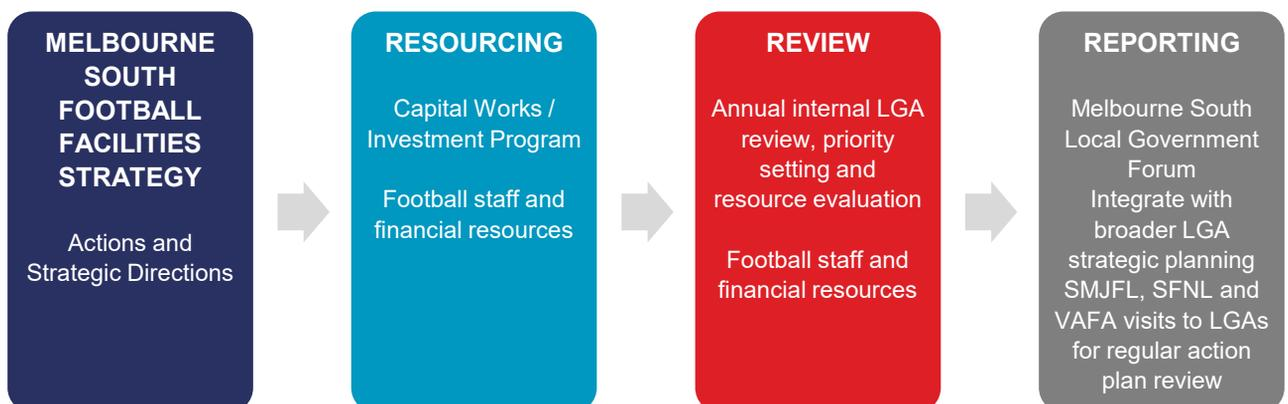 MELBOURNE
SOUTH
FOOTBALL
FACILITIES
STRATEGY
Actions and
Strategic Directions
RESOURCING
Capital Works /
Investment Program
Football staff and
financial resources
REVIEW
Annual internal LGA
review, priority
setting and
resource evaluation
Football staff and
financial resources
REPORTING
Melbourne South
Local Government
Forum
Integrate with
broader LGA
strategic planning
SMJFL, SFNL and
VAFA visits to LGAs
for regular action
plan review